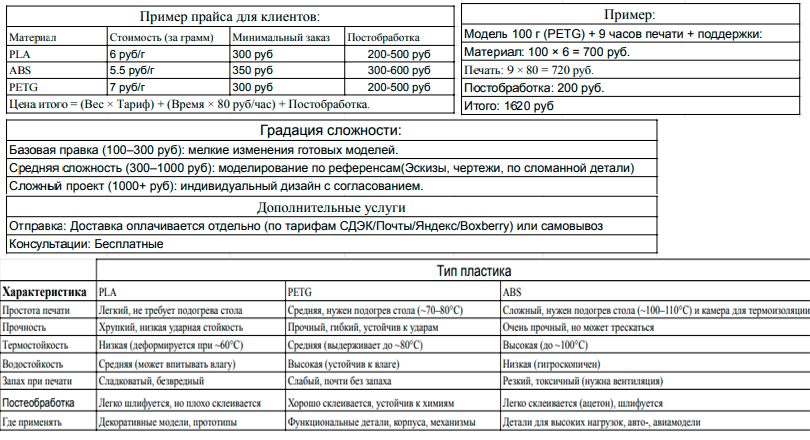 Пример прайса для клиентов:
Материал Стоимость (за грамм) Минимальный заказ Постобработка
PLA 6 руб/г 300 руб 200-500 руб
ABS 5.5 руб/г 350 руб 300-600 руб
PETG 7 руб/г 300 руб 200-500 руб
Цена итого = (Вес × Тариф) + (Время × 80 руб/час) + Постобработка.
Пример:
Модель 100 г (PETG) + 9 часов печати + поддержки:
Материал: 100 × 6 = 700 руб.
Печать: 9 × 80 = 720 руб.
Постобработка: 200 руб.
Итого: 1620 руб
Градация сложности:
Базовая правка (100–300 руб): мелкие изменения готовых моделей.
Средняя сложность (300–1000 руб): моделирование по референсам(Эскизы, чертежи, по сломанной детали)
Сложный проект (1000+ руб): индивидуальный дизайн с согласованием.
Дополнительные услуги
Отправка: Доставка оплачивается отдельно (по тарифам СДЭК/Почты/Яндекс/Boxberry) или самовывоз
Консультации: Бесплатные
Тип пластика
Характеристика PLA PETG ABS
Простота печати Легкий, не требует подогрева стола Средняя, нужен подогрев стола (~70–80°C) Сложный, нужен подогрев стола (~100–110°C) и камера для термоизоляции
Прочность Хрупкий, низкая ударная стойкость Прочный, гибкий, устойчив к ударам Очень прочный, но может трескаться
Термостойкость Низкая (деформируется при ~60°C) Средняя (выдерживает до ~80°C) Высокая (до ~100°C)
Водостойкость Средняя (может впитывать влагу) Высокая (устойчив к влаге) Низкая (гигроскопичен)
Запах при печати Сладковатый, безвредный Слабый, почти без запаха Резкий, токсичный (нужна вентиляция)
Постеобработка Легко шлифуется, но плохо склеивается Хорошо склеивается, устойчив к химиям Легко склеивается (ацетон), шлифуется
Где применять Декоративные модели, прототипы Функциональные детали, корпуса, механизмы Детали для высоких нагрузок, авто-, авиамодели